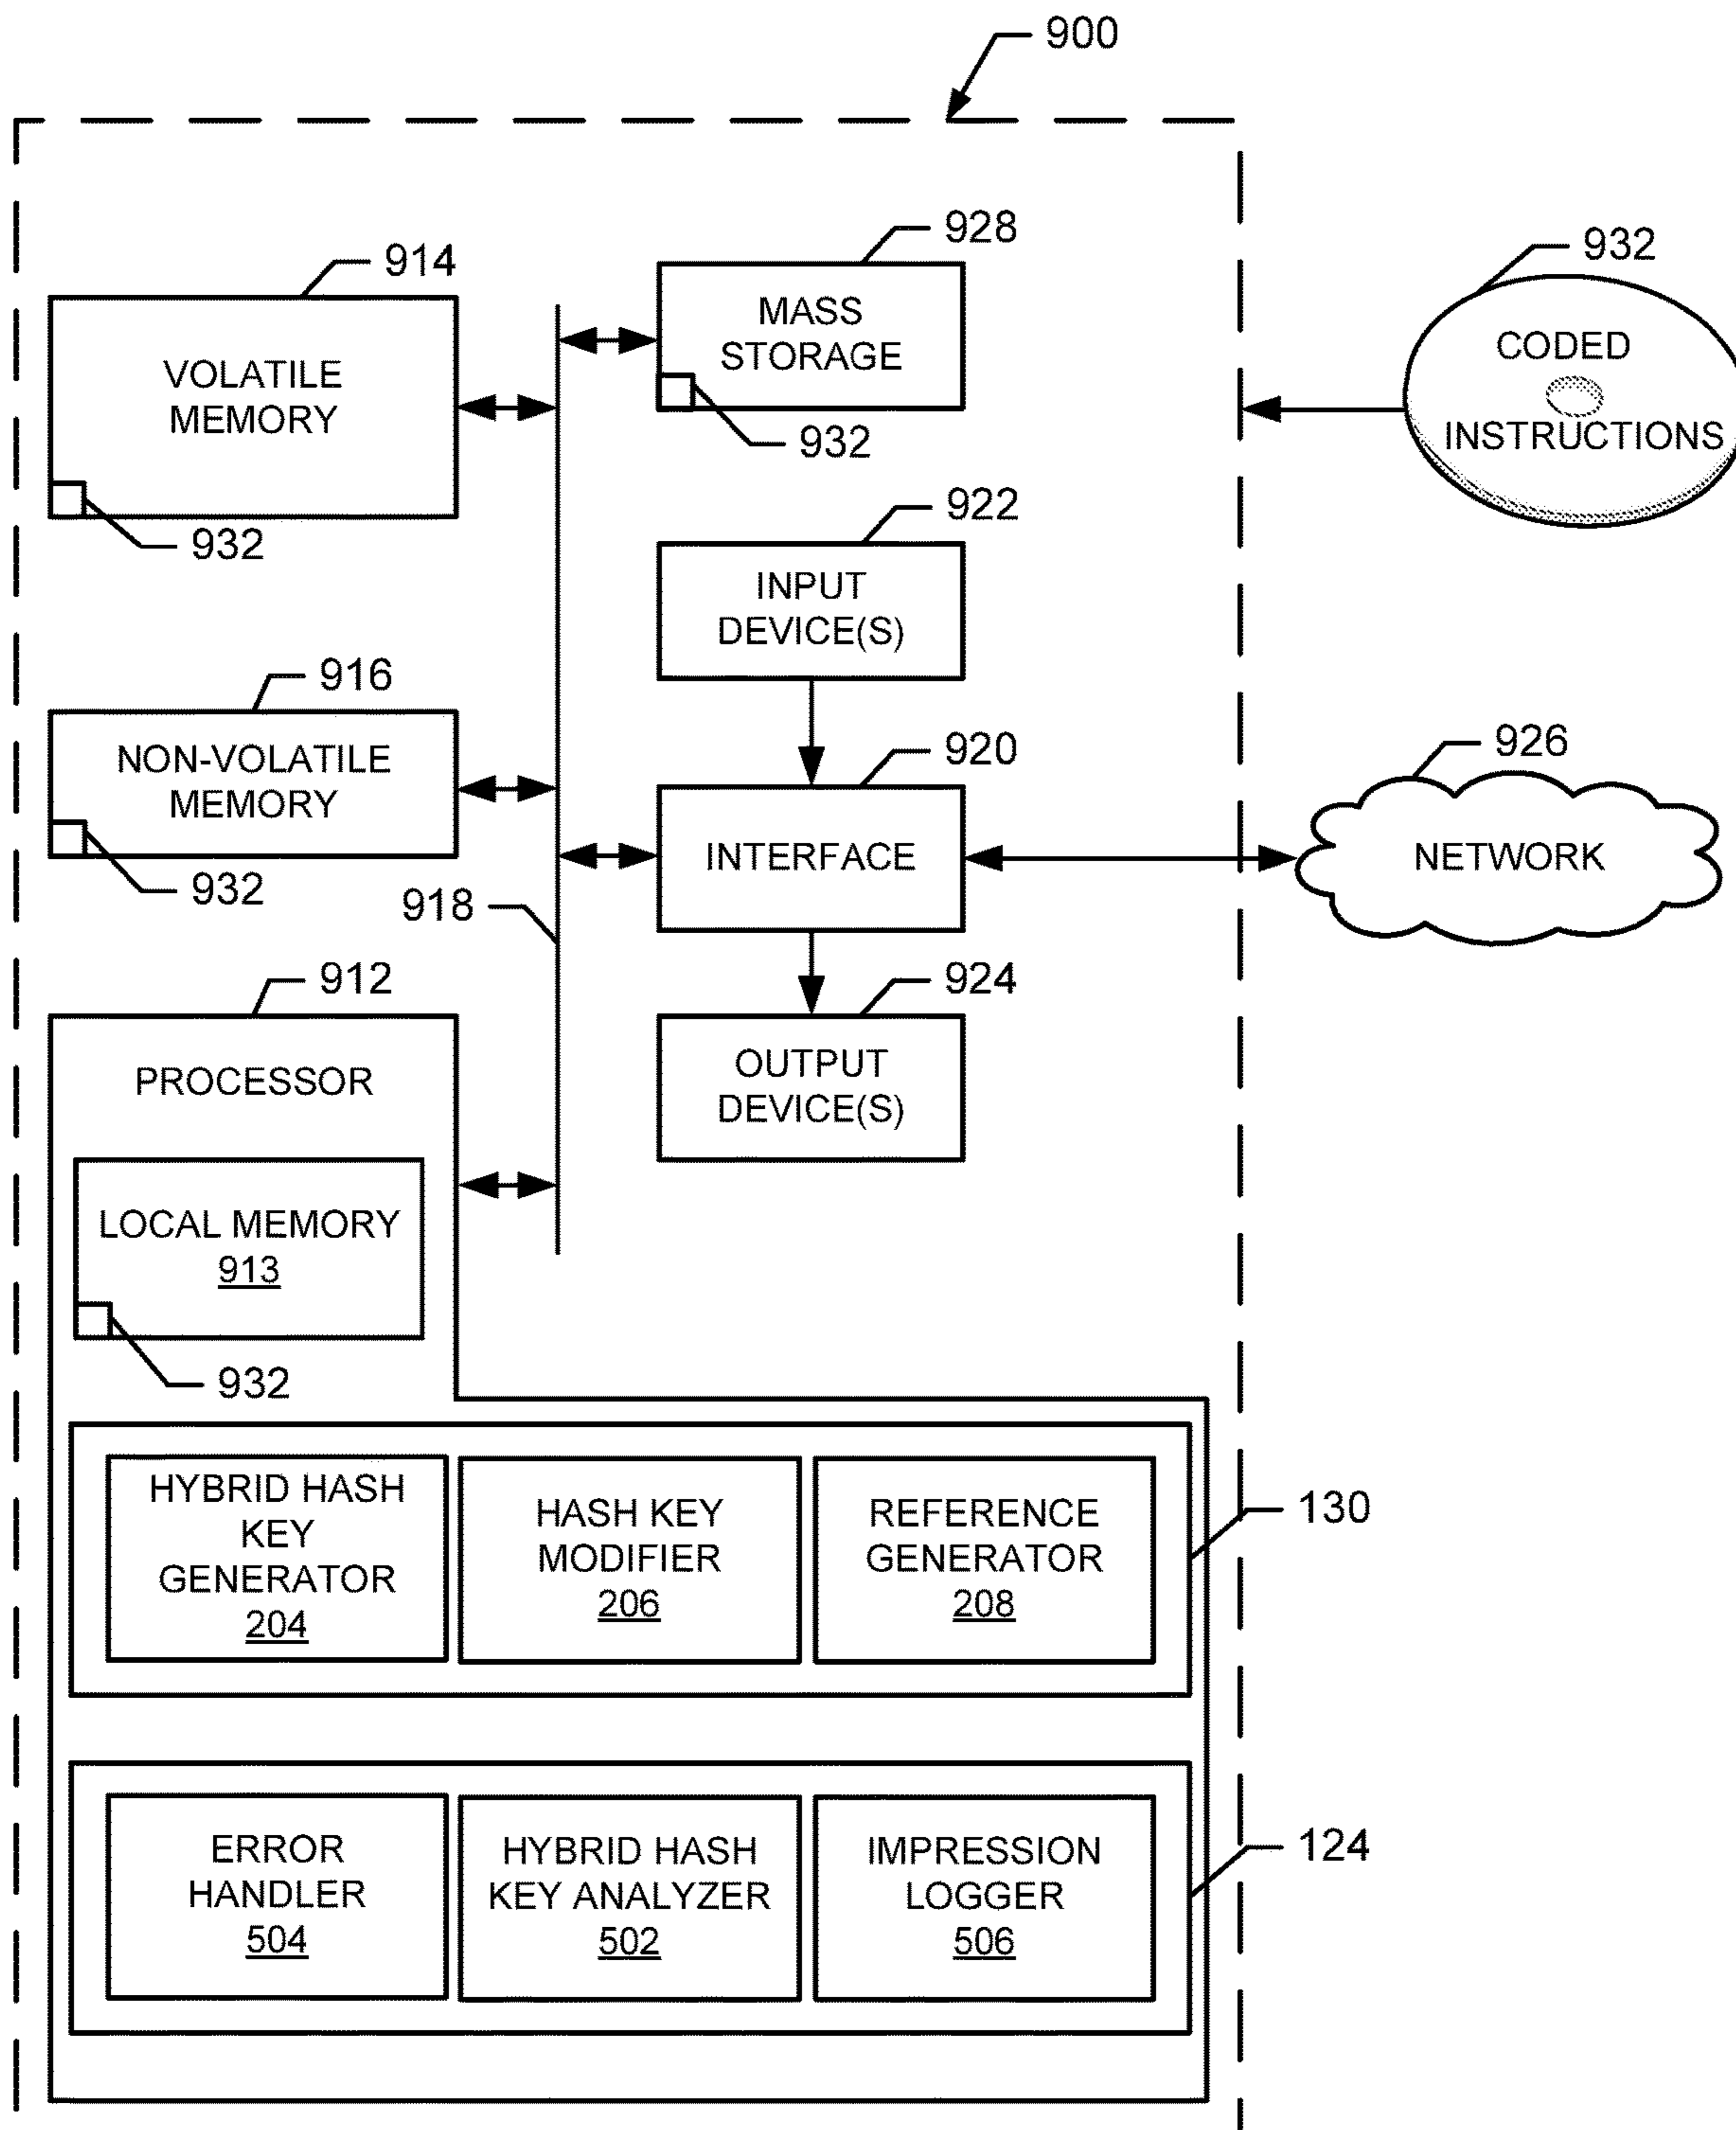 900
914
VOLATILE
MEMORY
932
928
MASS
STORAGE
932
932
CODED
INSTRUCTIONS
922
INPUT
DEVICE(S)
916
NON-VOLATILE
MEMORY
932
920
INTERFACE
926
NETWORK
918
924
OUTPUT
DEVICE(S)
912
PROCESSOR
LOCAL MEMORY
913
932
HYBRID HASH
KEY
GENERATOR
204
HASH KEY
MODIFIER
206
REFERENCE
GENERATOR
208
130
ERROR
HANDLER
504
HYBRID HASH
KEY ANALYZER
502
IMPRESSION
LOGGER
506
124